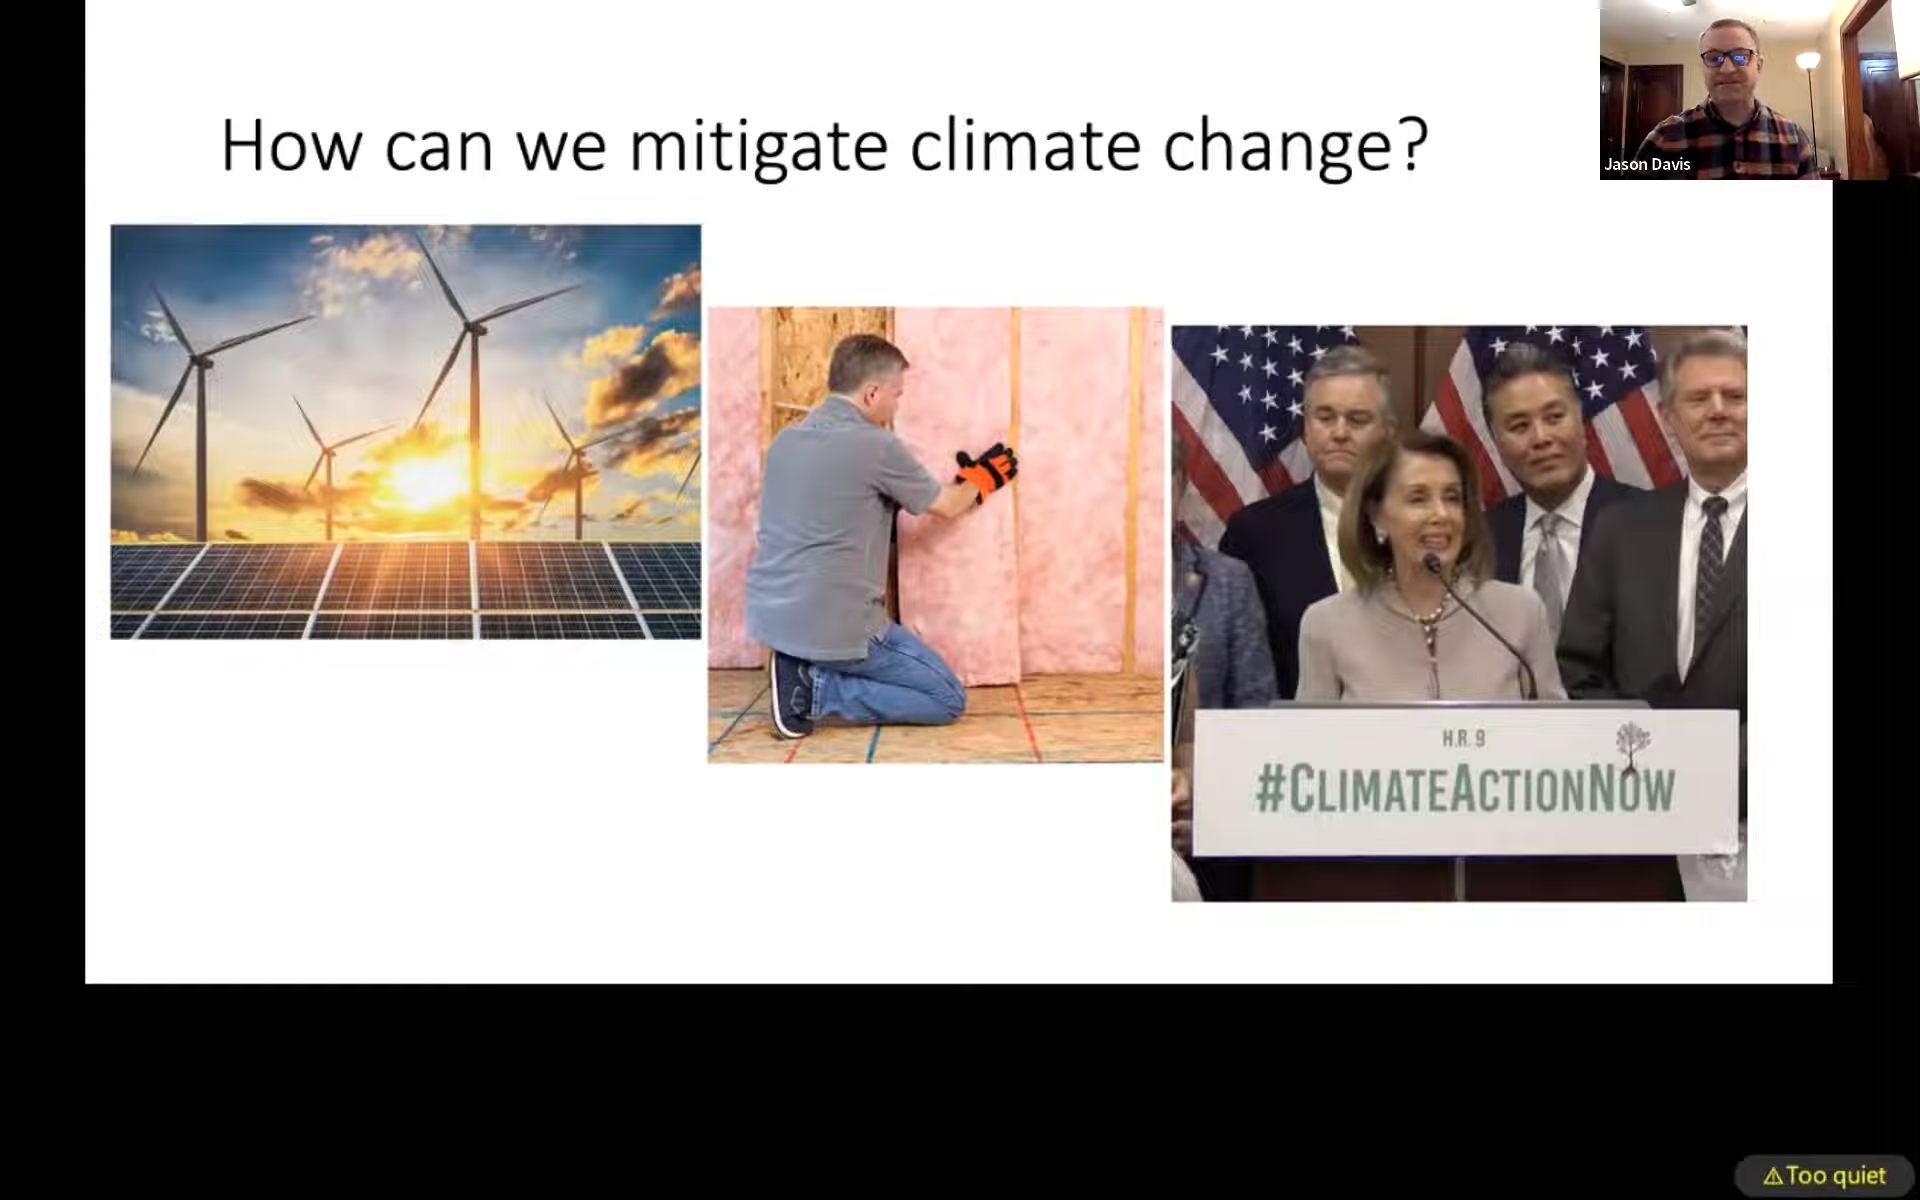 How can we mitigate climate change?
Jason Davis
H.R. 9
#CLIMATEACTIONNOW
⚠Too quiet